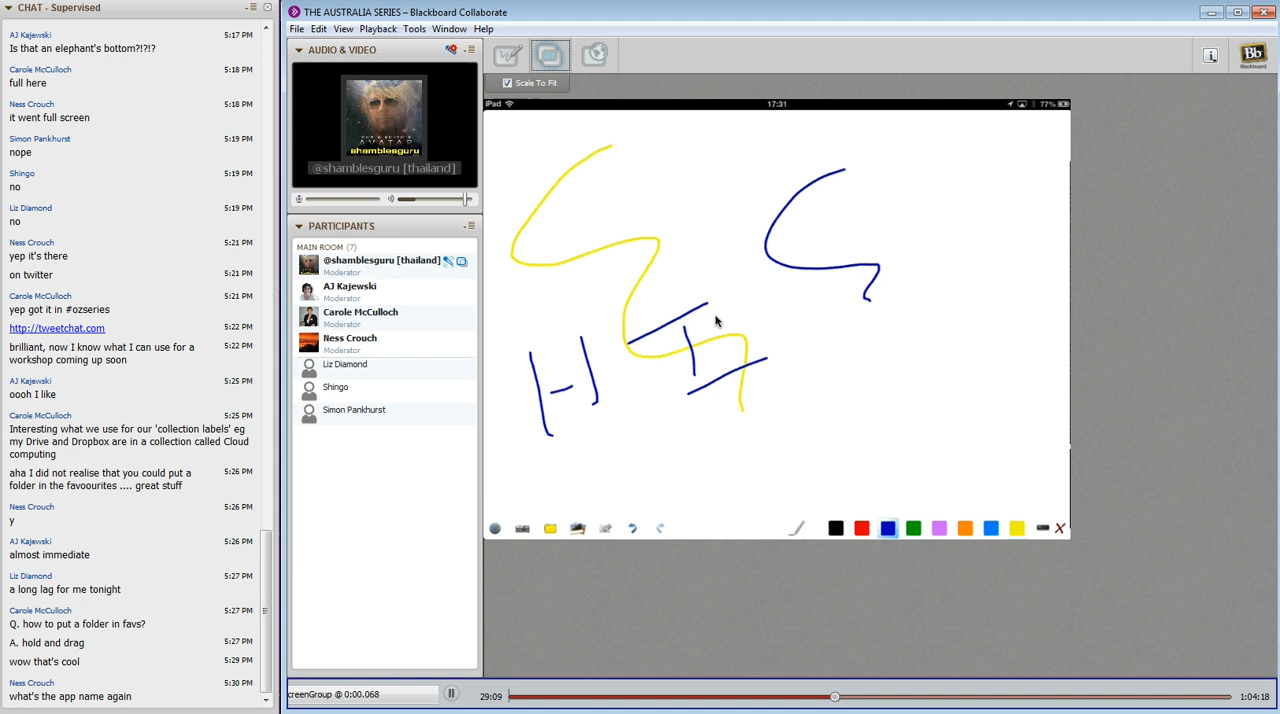 CHAT - Supervised
AJ Kajewski 5:17 PM
Is that an elephant's bottom?!?!?
Carole McCulloch 5:18 PM
full here
Ness Crouch 5:18 PM
it went full screen
Simon Pankhurst 5:19 PM
nope
Shingo 5:19 PM
no
Liz Diamond 5:19 PM
no
Ness Crouch 5:21 PM
yep it's there
on twitter 5:21 PM
Carole McCulloch 5:21 PM
yep got it in #ozseries
http://tweetchat.com 5:22 PM
brilliant, now I know what I can use for a 5:22 PM
workshop coming up soon
AJ Kajewski 5:25 PM
oooh I like
Carole McCulloch 5:25 PM
Interesting what we use for our 'collection labels' eg
my Drive and Dropbox are in a collection called Cloud
computing
aha I did not realise that you could put a 5:26 PM
folder in the favoourites .... great stuff
Ness Crouch 5:26 PM
y
AJ Kajewski 5:26 PM
almost immediate
Liz Diamond 5:27 PM
a long lag for me tonight
Carole McCulloch 5:27 PM
Q. how to put a folder in favs?
A. hold and drag 5:27 PM
wow that's cool 5:29 PM
Ness Crouch 5:30 PM
what's the app name again
THE AUSTRALIA SERIES – Blackboard Collaborate
File Edit View Playback Tools Window Help
AUDIO & VIDEO
AVATAR
shamblesguru
@shamblesguru [thailand]
PARTICIPANTS
MAIN ROOM (7)
@shamblesguru [thailand]
Moderator
AJ Kajewski
Moderator
Carole McCulloch
Moderator
Ness Crouch
Moderator
Liz Diamond
Shingo
Simon Pankhurst
Scale To Fit
Bb
Blackboard
iPad 17:31 77%
HI
creenGroup @ 0:00.068
29:09 1:04:18